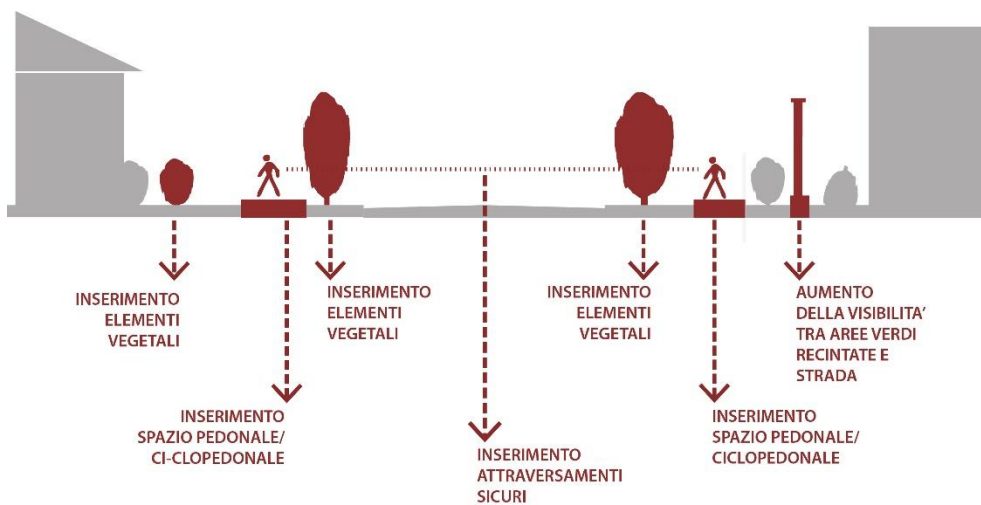 INSERIMENTO
ELEMENTI
VEGETALI
INSERIMENTO
ELEMENTI
VEGETALI
INSERIMENTO
ELEMENTI
VEGETALI
AUMENTO
DELLA VISIBILITA'
TRA AREE VERDI
RECINTATE E
STRADA
INSERIMENTO
SPAZIO PEDONALE/
CI-CLOPEDONALE
INSERIMENTO
ATTRAVERSAMENTI
SICURI
INSERIMENTO
SPAZIO PEDONALE/
CICLOPEDONALE